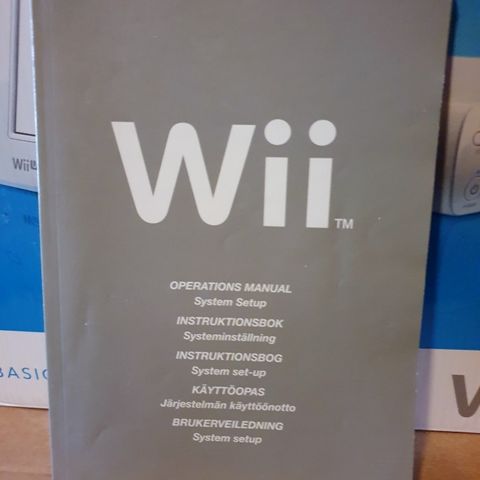 Wii
TM
OPERATIONS MANUAL
System Setup
INSTRUKTIONSBOK
Systeminställning
INSTRUKTIONSBOG
System set-up
KÄYTTÖOPAS
Järjestelmän käyttöönotto
BRUKERVEILEDNING
System setup
Wii
BASIC